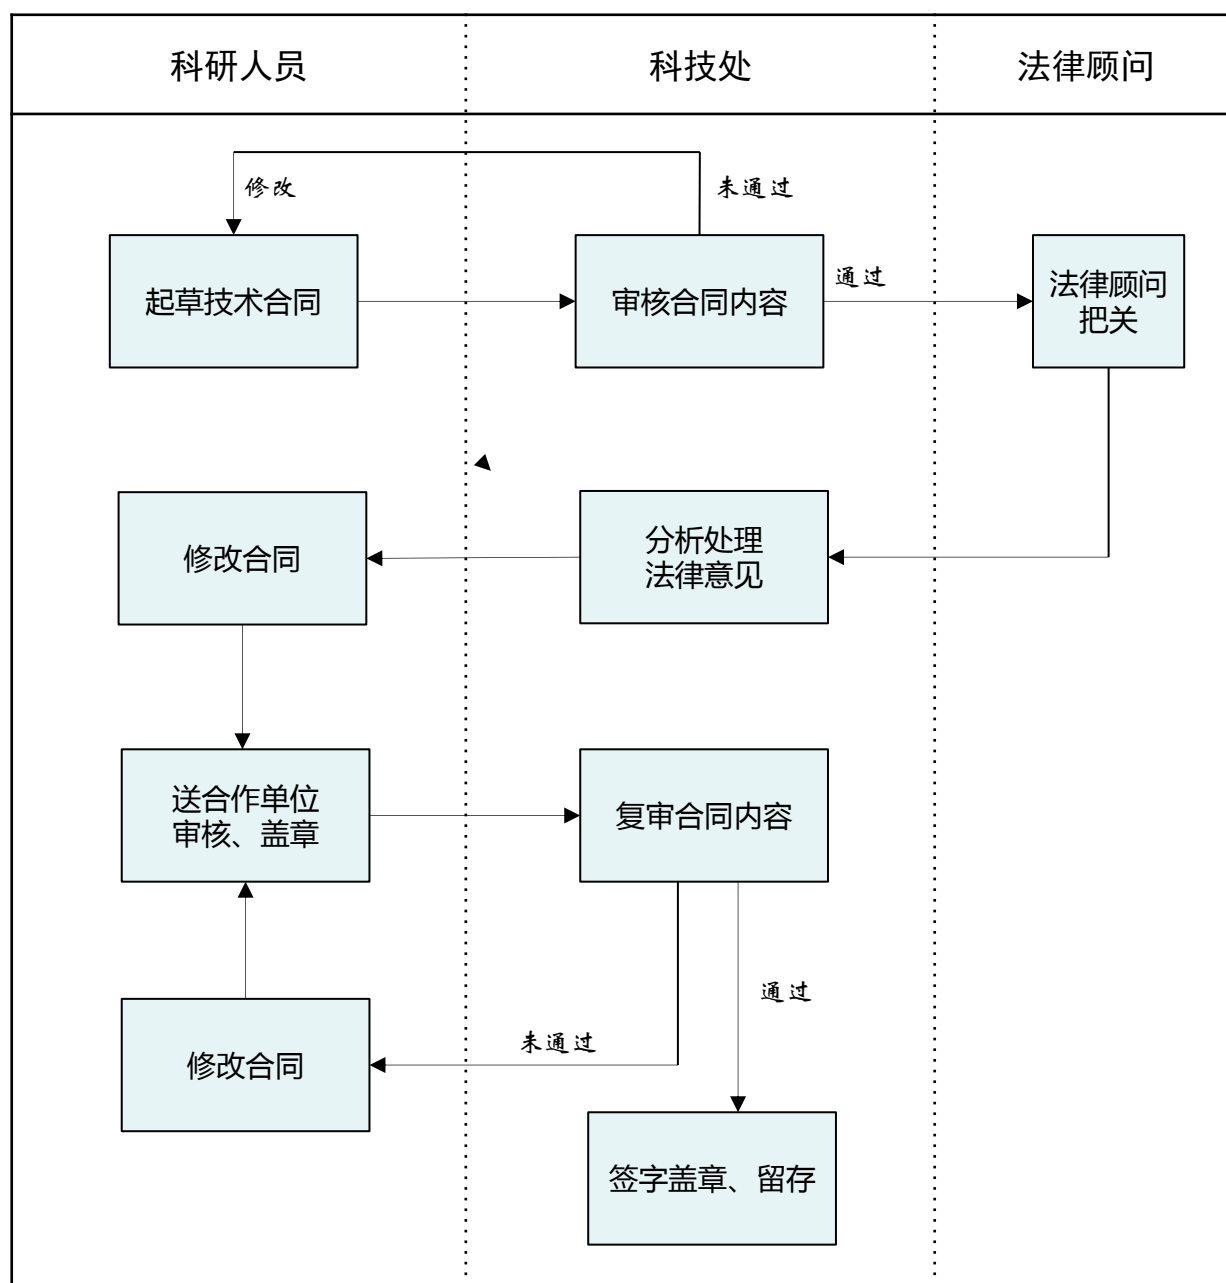 科研人员
科技处
法律顾问
修改
未通过
起草技术合同
审核合同内容
通过
法律顾问
把关
修改合同
分析处理
法律意见
送合作单位
审核、盖章
复审合同内容
通过
未通过
修改合同
签字盖章、留存